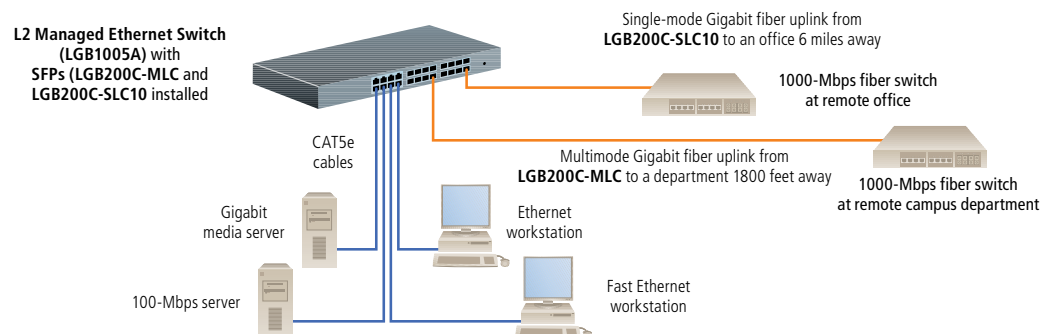 L2 Managed Ethernet Switch
(LGB1005A) with
SFPs (LGB200C-MLC and
LGB200C-SLC10 installed
Single-mode Gigabit fiber uplink from
LGB200C-SLC10 to an office 6 miles away
1000-Mbps fiber switch
at remote office
CAT5e
cables
Multimode Gigabit fiber uplink from
LGB200C-MLC to a department 1800 feet away
1000-Mbps fiber switch
at remote campus department
Gigabit
media server
Ethernet
workstation
100-Mbps server
Fast Ethernet
workstation